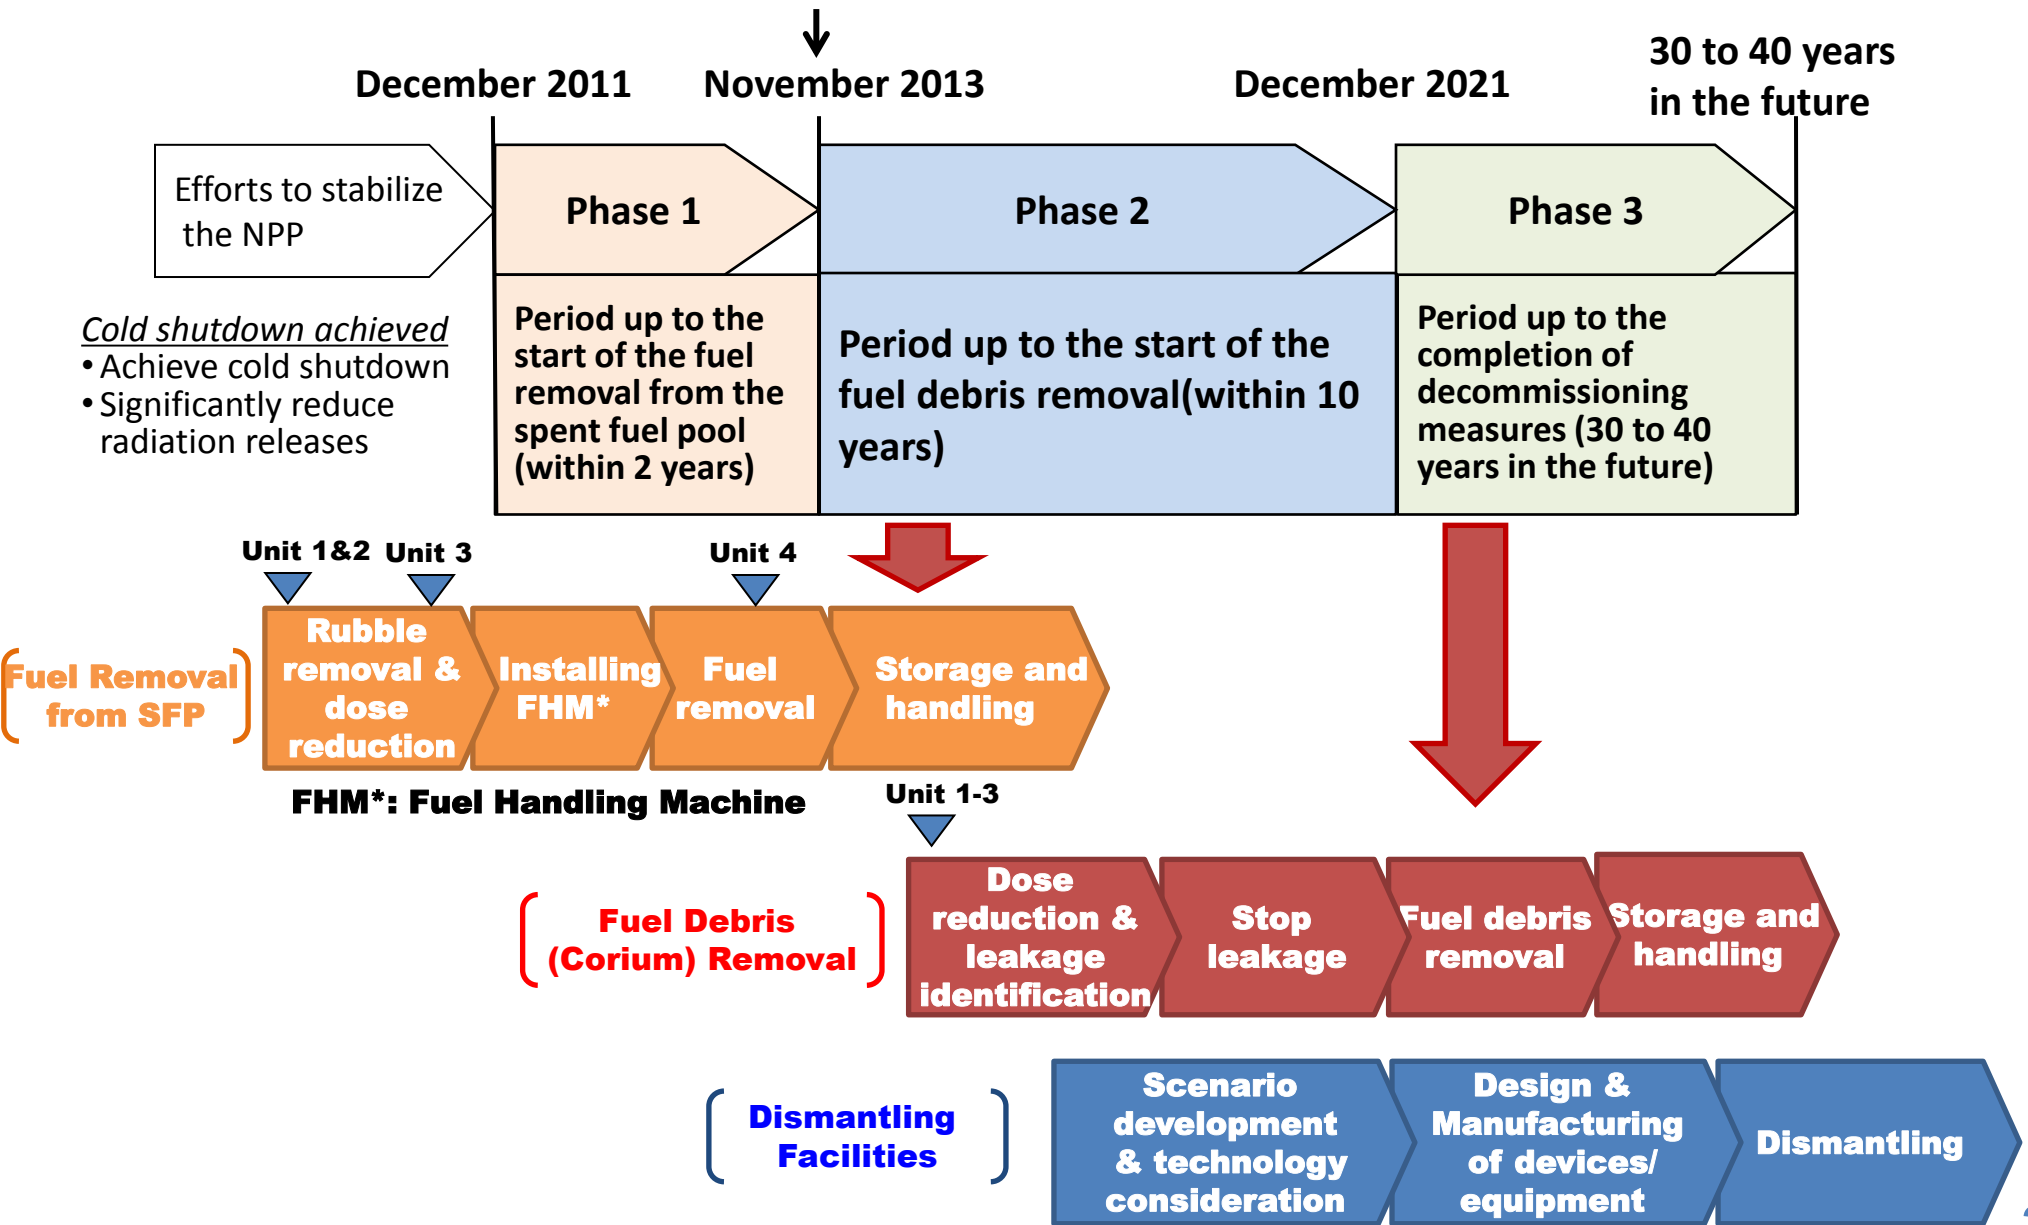 December 2011
November 2013
December 2021
30 to 40 years
in the future
Efforts to stabilize
the NPP
Phase 1
Phase 2
Phase 3
Cold shutdown achieved
• Achieve cold shutdown
• Significantly reduce
radiation releases
Period up to the
start of the fuel
removal from the
spent fuel pool
(within 2 years)
Period up to the start of the
fuel debris removal(within 10
years)
Period up to the
completion of
decommissioning
measures (30 to 40
years in the future)
Unit 1&2
Unit 3
Unit 4
Fuel Removal
from SFP
Rubble
removal &
dose
reduction
Installing
FHM*
Fuel
removal
Storage and
handling
FHM*: Fuel Handling Machine
Unit 1-3
Fuel Debris
(Corium) Removal
Dose
reduction &
leakage
identification
Stop
leakage
Fuel debris
removal
Storage and
handling
Dismantling
Facilities
Scenario
development
& technology
consideration
Design &
Manufacturing
of devices/
equipment
Dismantling